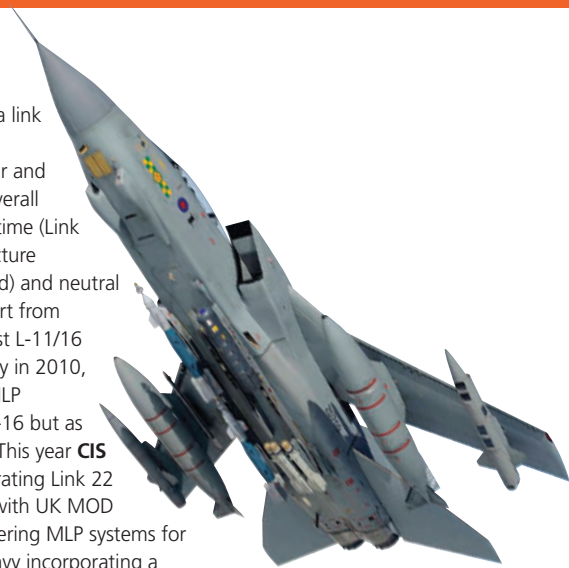 a link
r and
verall
time (Link
cture
d) and neutral
rt from
st L-11/16
y in 2010,
MLP
-16 but as
This year CIS
rating Link 22
with UK MOD
ering MLP systems for
avy incorporating a